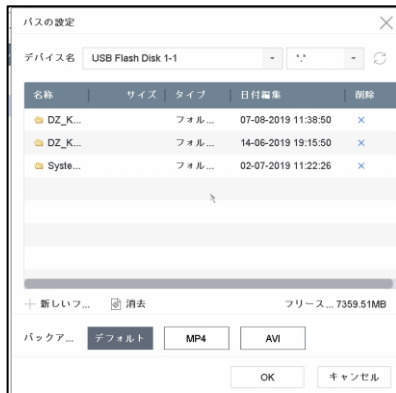 パスの設定
デバイス名 USB Flash Disk 1-1 *.*
名称 サイズ タイプ 日付編集 削除
DZ_K... フォル... 07-08-2019 11:38:50 ×
DZ_K... フォル... 14-06-2019 19:15:50 ×
Syste... フォル... 02-07-2019 11:22:26 ×
新しいフ... 消去 フリース... 7359.51MB
バックア... デフォルト MP4 AVI
OK キャンセル